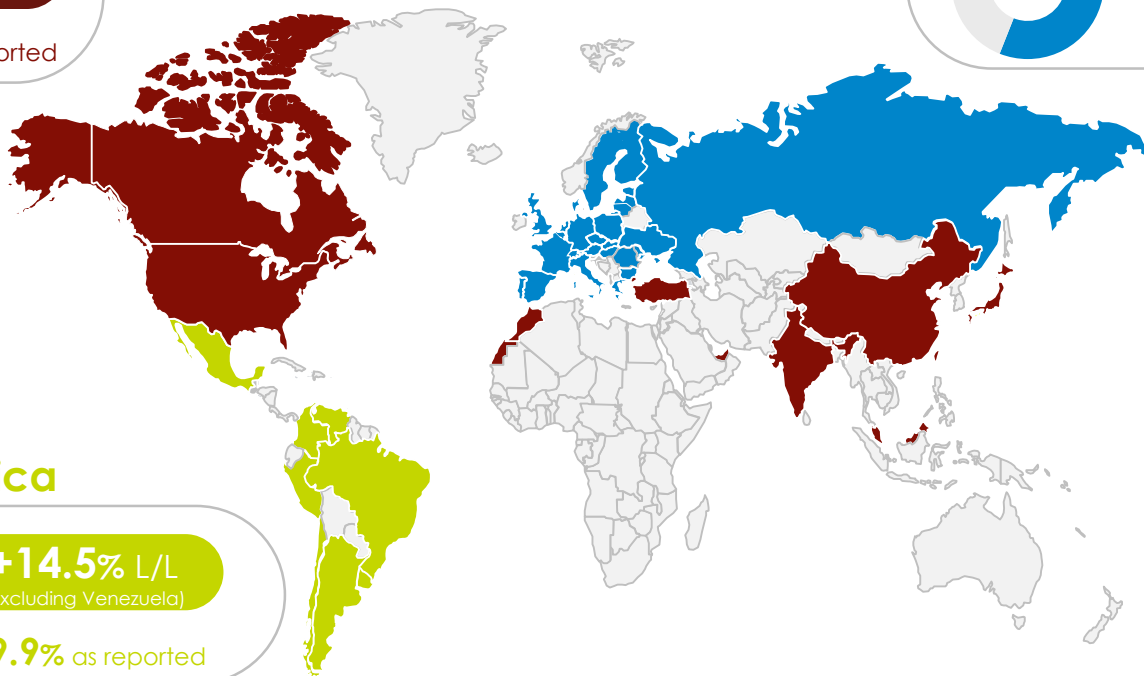 orted
ica
+14.5% L/L
xcluding Venezuela)
9.9% as reported